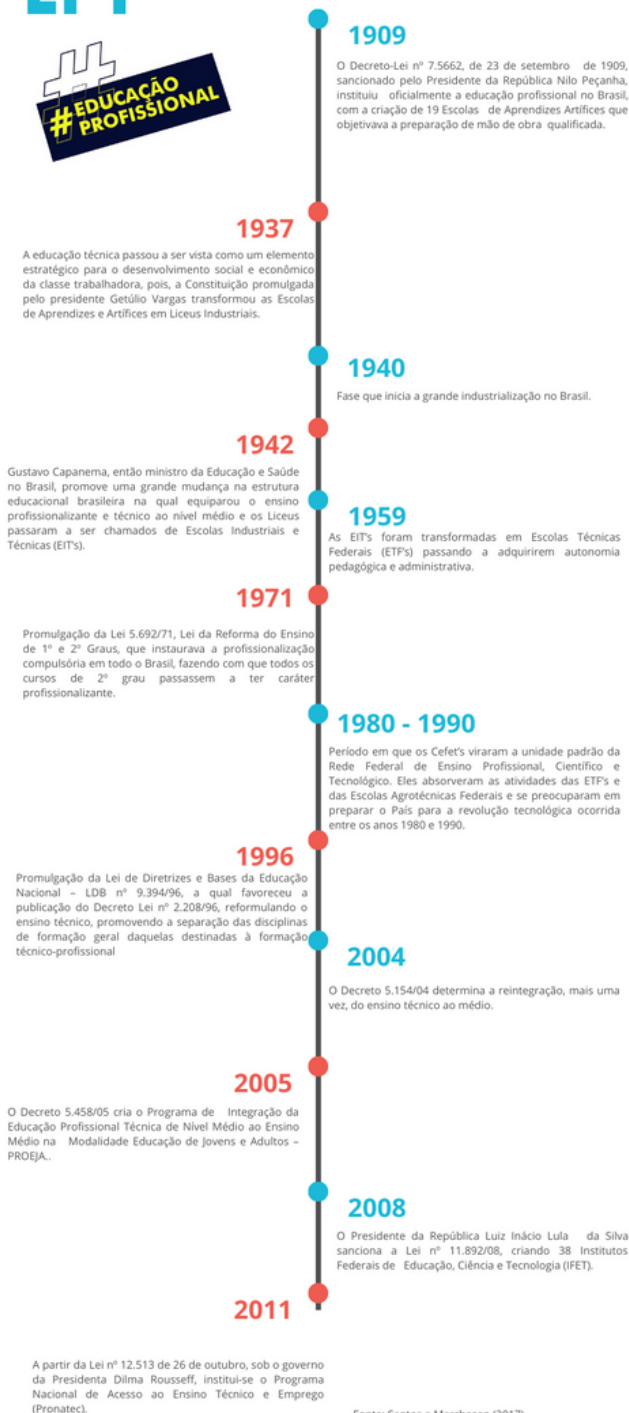 EPT
#EDUCAÇÃO
PROFISSIONAL
1909
O Decreto-Lei nº 7.5662, de 23 de setembro de 1909,
sancionado pelo Presidente da República Nilo Peçanha,
instituiu oficialmente a educação profissional no Brasil,
com a criação de 19 Escolas de Aprendizes Artífices que
objetivava a preparação de mão de obra qualificada.
1937
A educação técnica passou a ser vista como um elemento
estratégico para o desenvolvimento social e econômico
da classe trabalhadora, pois, a Constituição promulgada
pelo presidente Getúlio Vargas transformou as Escolas
de Aprendizes e Artífices em Liceus Industriais.
1940
Fase que inicia a grande industrialização no Brasil.
1942
Gustavo Capanema, então ministro da Educação e Saúde
no Brasil, promove uma grande mudança na estrutura
educacional brasileira na qual equiparou o ensino
profissionalizante e técnico ao nível médio e os Liceus
passaram a ser chamados de Escolas Industriais e
Técnicas (EIT's).
1959
As EIT's foram transformadas em Escolas Técnicas
Federais (ETF's) passando a adquirirem autonomia
pedagógica e administrativa.
1971
Promulgação da Lei 5.692/71, Lei da Reforma do Ensino
de 1º e 2º Graus, que instaurava a profissionalização
compulsória em todo o Brasil, fazendo com que todos os
cursos de 2º grau passassem a ter caráter
profissionalizante.
1980 - 1990
Período em que os Cefet's viraram a unidade padrão da
Rede Federal de Ensino Profissional, Científico e
Tecnológico. Eles absorveram as atividades das ETF's e
das Escolas Agrotécnicas Federais e se preocuparam em
preparar o País para a revolução tecnológica ocorrida
entre os anos 1980 e 1990.
1996
Promulgação da Lei de Diretrizes e Bases da Educação
Nacional – LDB nº 9.394/96, a qual favoreceu a
publicação do Decreto Lei nº 2.208/96, reformulando o
ensino técnico, promovendo a separação das disciplinas
de formação geral daquelas destinadas à formação
técnico-profissional
2004
O Decreto 5.154/04 determina a reintegração, mais uma
vez, do ensino técnico ao médio.
2005
O Decreto 5.458/05 cria o Programa de Integração da
Educação Profissional Técnica de Nível Médio ao Ensino
Médio na Modalidade Educação de Jovens e Adultos –
PROEJA..
2008
O Presidente da República Luiz Inácio Lula da Silva
sanciona a Lei nº 11.892/08, criando 38 Institutos
Federais de Educação, Ciência e Tecnologia (IFET).
2011
A partir da Lei nº 12.513 de 26 de outubro, sob o governo
da Presidenta Dilma Rousseff, institui-se o Programa
Nacional de Acesso ao Ensino Técnico e Emprego
(Pronatec).